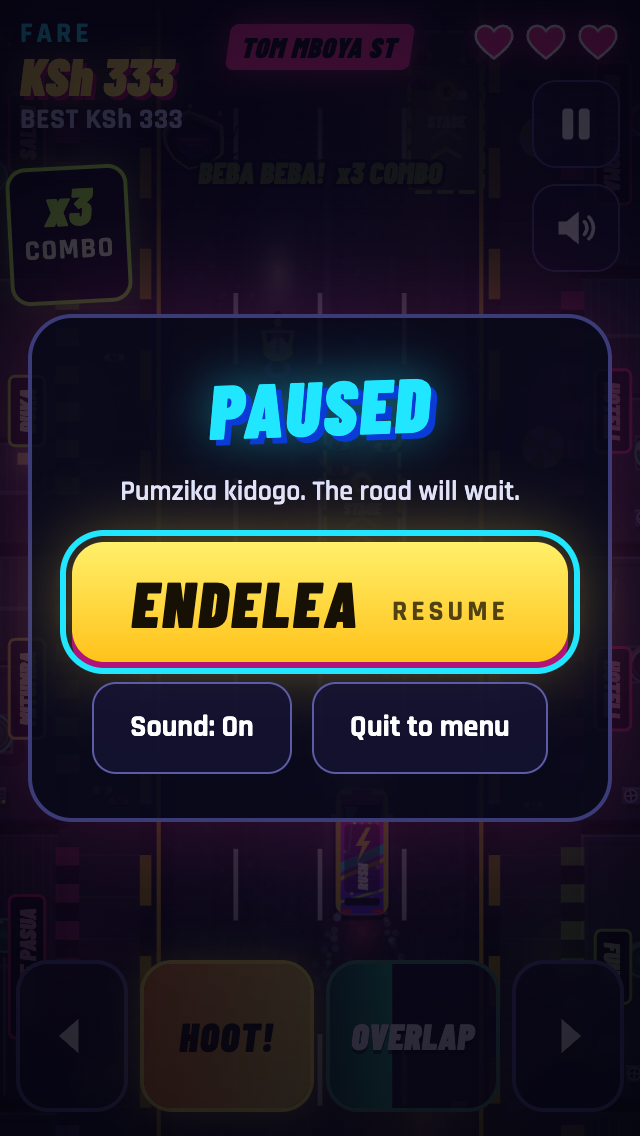 FARE
KSh 333
BEST KSh 333
TOM MBOYA ST
BEBA BEBA! x3 COMBO
x3
COMBO
PAUSED
Pumzika kidogo. The road will wait.
ENDELEA RESUME
Sound: On
Quit to menu
RUSH
HOOT!
OVERLAP